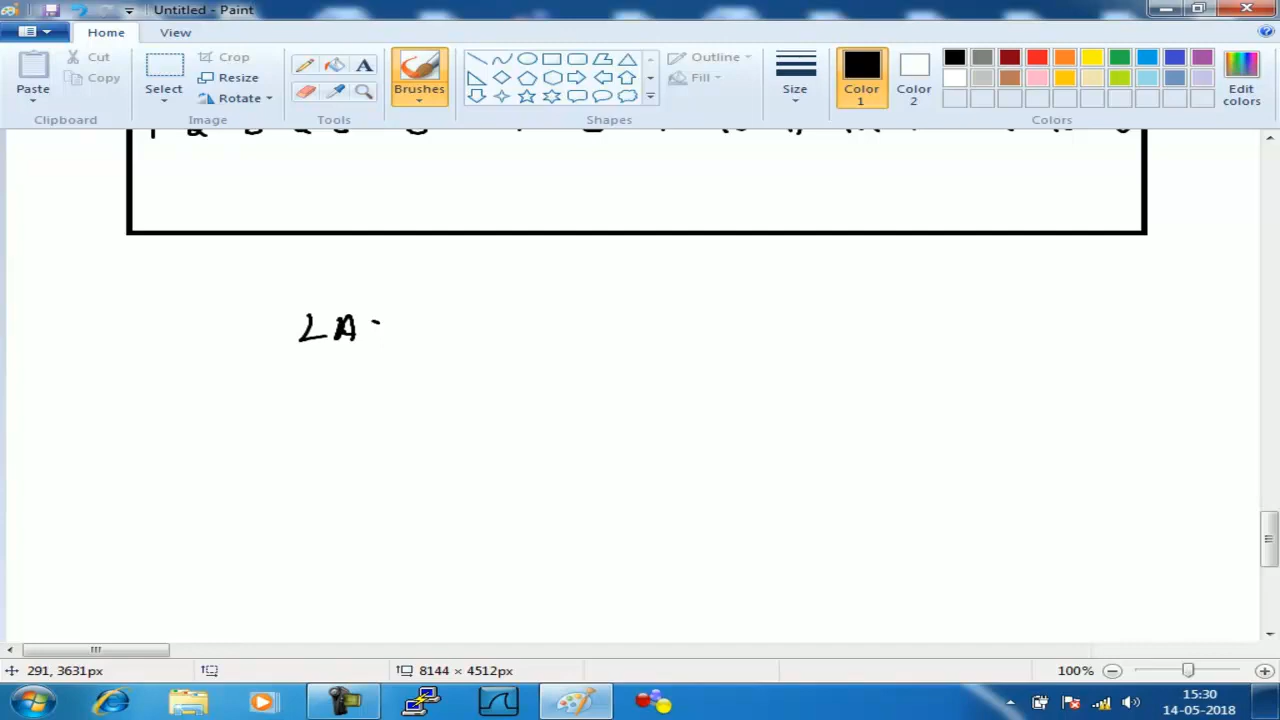 Untitled - Paint
Home View
Cut
Copy
Paste
Crop
Resize
Rotate
Select
Brushes
Outline
Fill
Size
Color 1
Color 2
Edit colors
Clipboard Image Tools Shapes Colors
LA
291, 3631px 8144 × 4512px 100%
15:30
14-05-2018